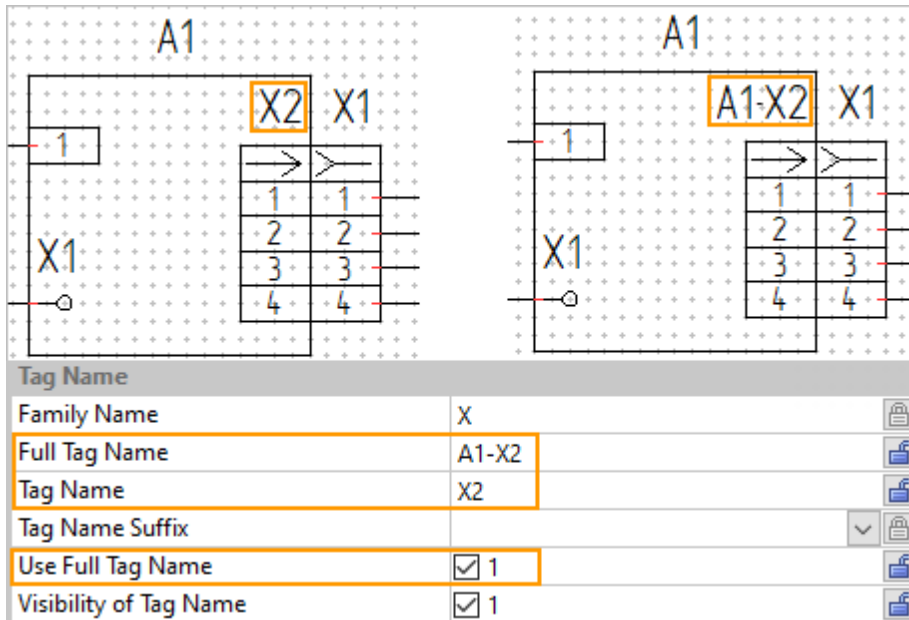 A1
X2 X1
1
1 1
2 2
X1
3 3
4 4
A1
A1-X2 X1
1
1 1
2 2
X1
3 3
4 4
Tag Name
Family Name X
Full Tag Name A1-X2
Tag Name X2
Tag Name Suffix
Use Full Tag Name 1
Visibility of Tag Name 1